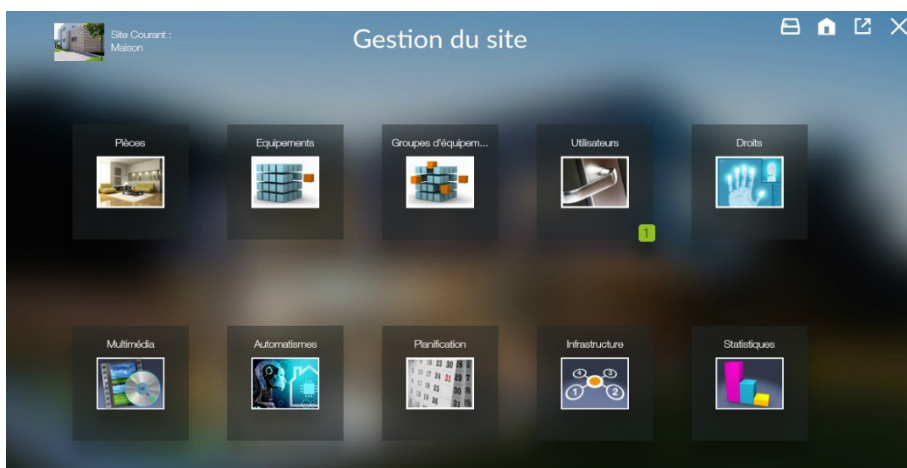 Site Courant :
Maison
Gestion du site
Pièces
Equipements
Groupes d'équipem...
Utilisateurs
Droits
1
Multimédia
Automatismes
Planification
Infrastructure
Statistiques